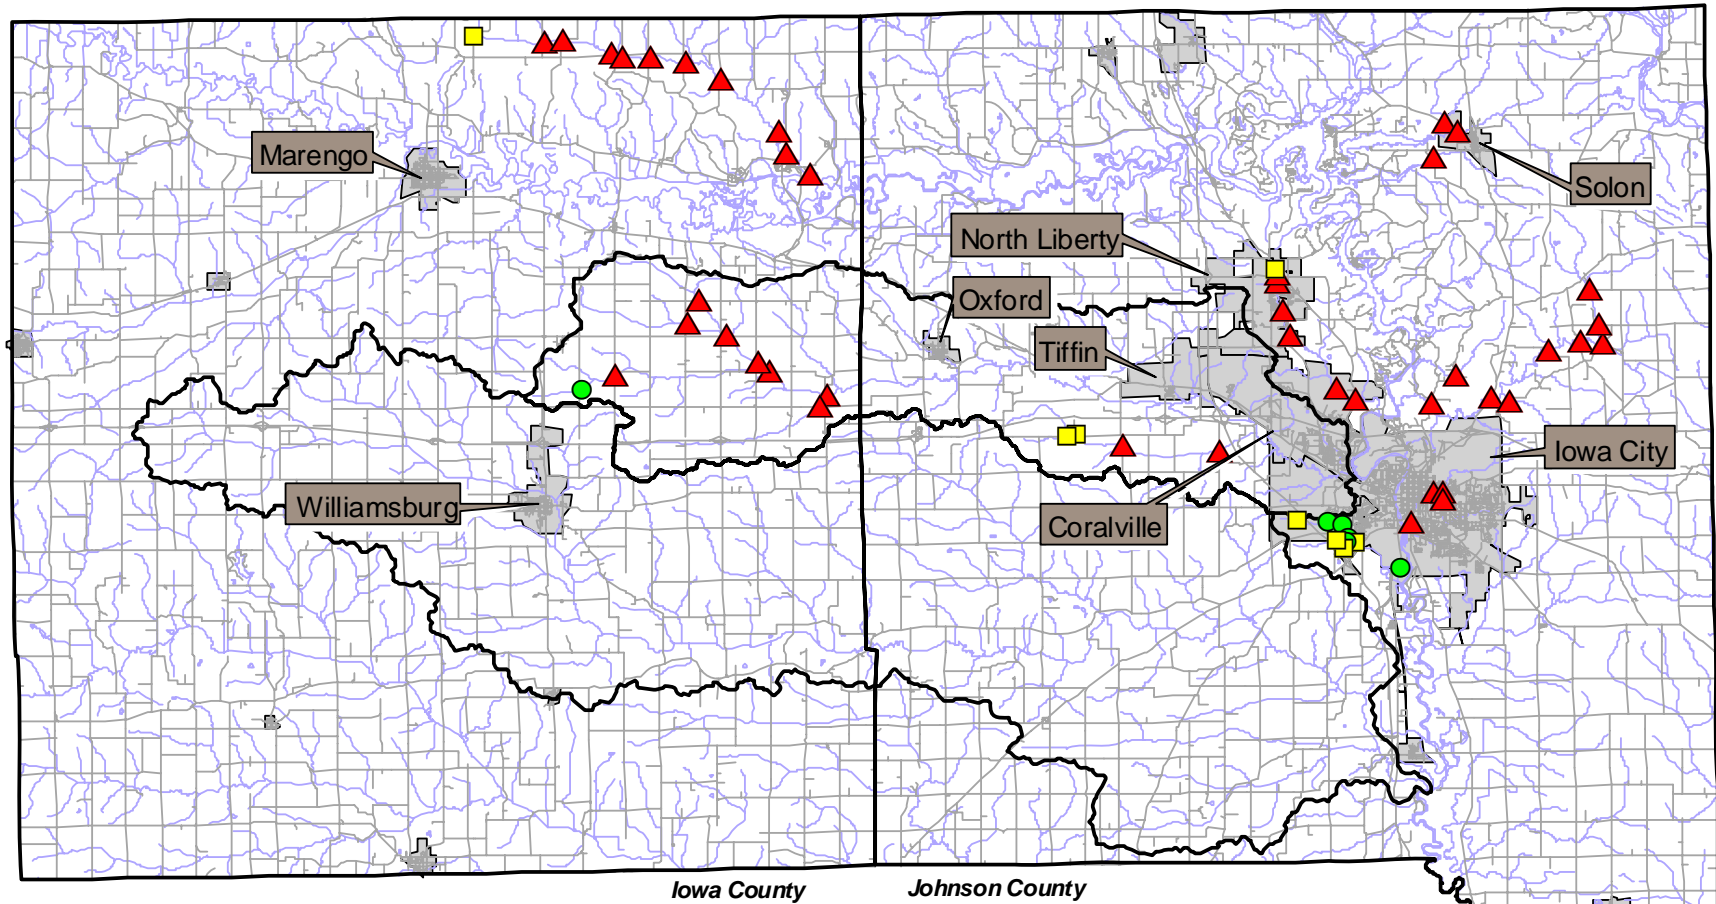 Marengo
Solon
North Liberty
Oxford
Tiffin
Iowa City
Williamsburg
Coralville
Iowa County
Johnson County